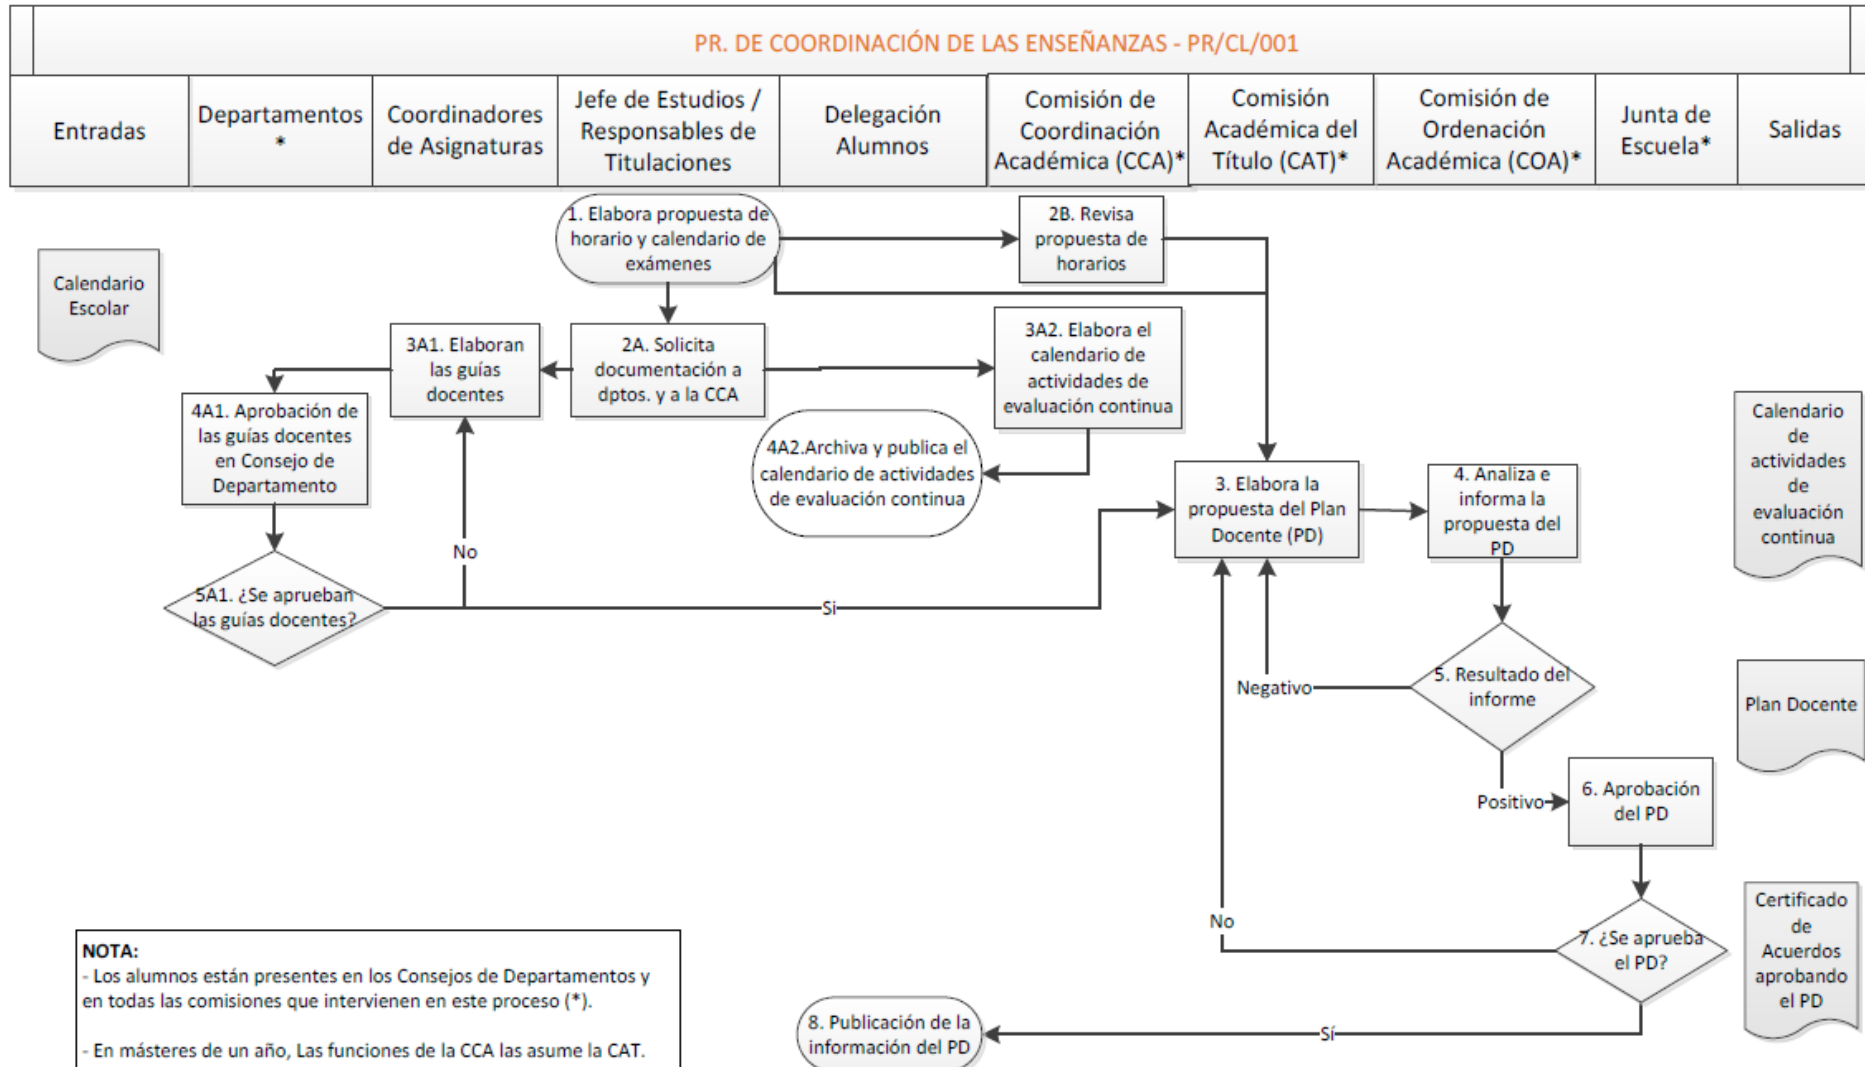 PR. DE COORDINACIÓN DE LAS ENSEÑANZAS - PR/CL/001
Entradas
Departamentos
*
Coordinadores
de Asignaturas
Jefe de Estudios /
Responsables de
Titulaciones
Delegación
Alumnos
Comisión de
Coordinación
Académica (CCA)*
Comisión
Académica del
Título (CAT)*
Comisión de
Ordenación
Académica (COA)*
Junta de
Escuela*
Salidas
1. Elabora propuesta de
horario y calendario de
exámenes
2B. Revisa
propuesta de
horarios
Calendario
Escolar
3A1. Elaboran
las guías
docentes
2A. Solicita
documentación a
dptos. y a la CCA
3A2. Elabora el
calendario de
actividades de
evaluación continua
4A1. Aprobación de
las guías docentes
en Consejo de
Departamento
4A2.Archiva y publica el
calendario de actividades
de evaluación continua
3. Elabora la
propuesta del Plan
Docente (PD)
4. Analiza e
informa la
propuesta del
PD
Calendario
de
actividades
de
evaluación
continua
No
5A1. ¿Se aprueban
las guías docentes?
Si
Negativo
5. Resultado del
informe
Plan Docente
Positivo
6. Aprobación
del PD
No
7. ¿Se aprueba
el PD?
Certificado
de
Acuerdos
aprobando
el PD
8. Publicación de la
información del PD
Sí
NOTA:
- Los alumnos están presentes en los Consejos de Departamentos y
en todas las comisiones que intervienen en este proceso (*).
- En másteres de un año, Las funciones de la CCA las asume la CAT.